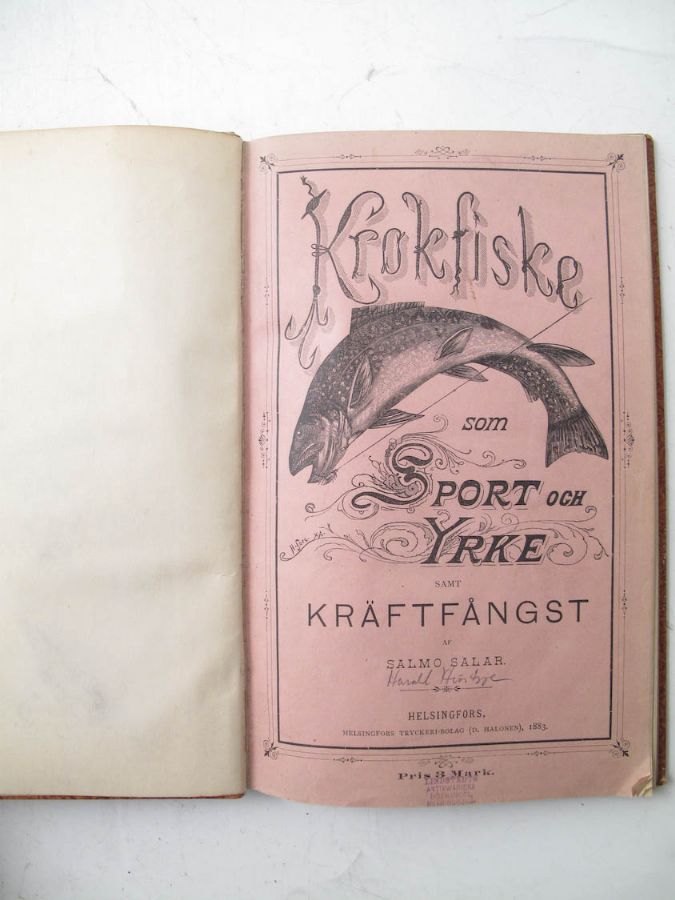 Krokfiske
som
SPORT OCH
YRKE
SAMT
KRÄFTFÅNGST
AF
SALMO SALAR.
Harald
HELSINGFORS,
HELSINGFORS TRYCKERI-BOLAG (D. HALONEN), 1883.
Pris 3 Mark.